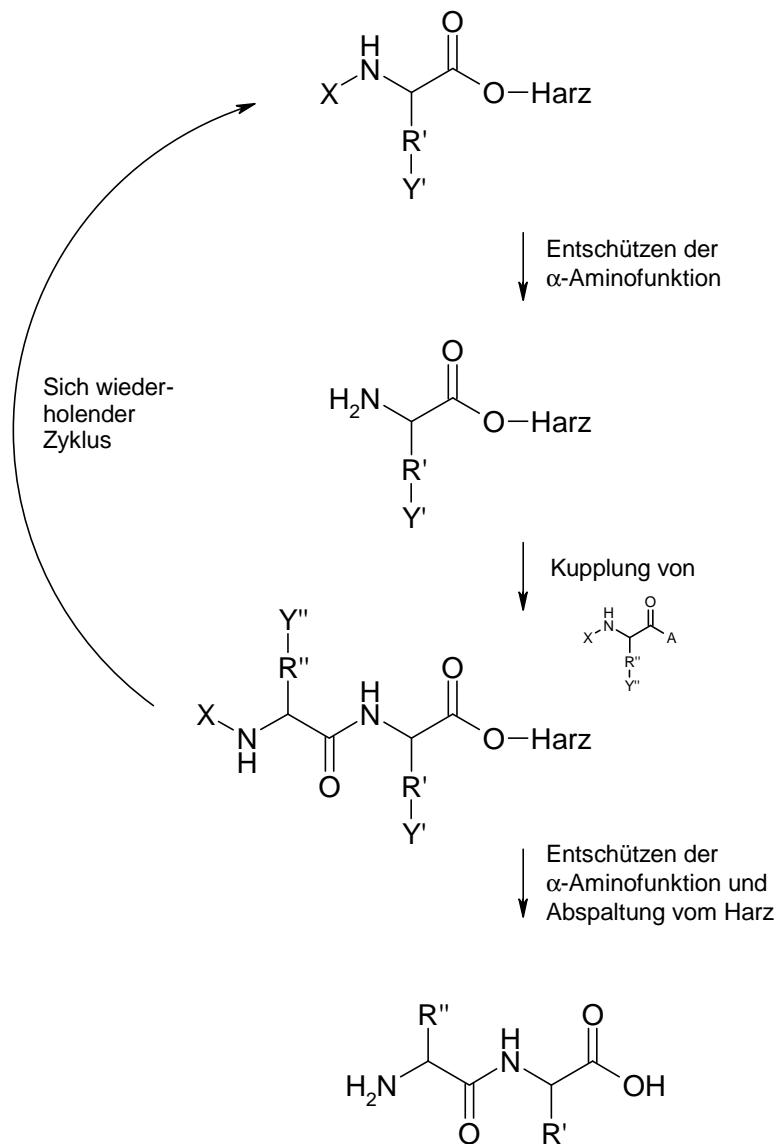 H
N
O
X
O
Harz
R'
Y'
Entschützen der
α-Aminofunktion
Sich wieder-
holender
Zyklus
O
H2N
O
Harz
R'
Y'
Kupplung von
H
N
O
X
A
R''
Y''
Y''
R''
X
N
H
O
H
N
O
O
Harz
R'
Y'
Entschützen der
α-Aminofunktion und
Abspaltung vom Harz
R''
H
N
O
H2N
OH
O
R'